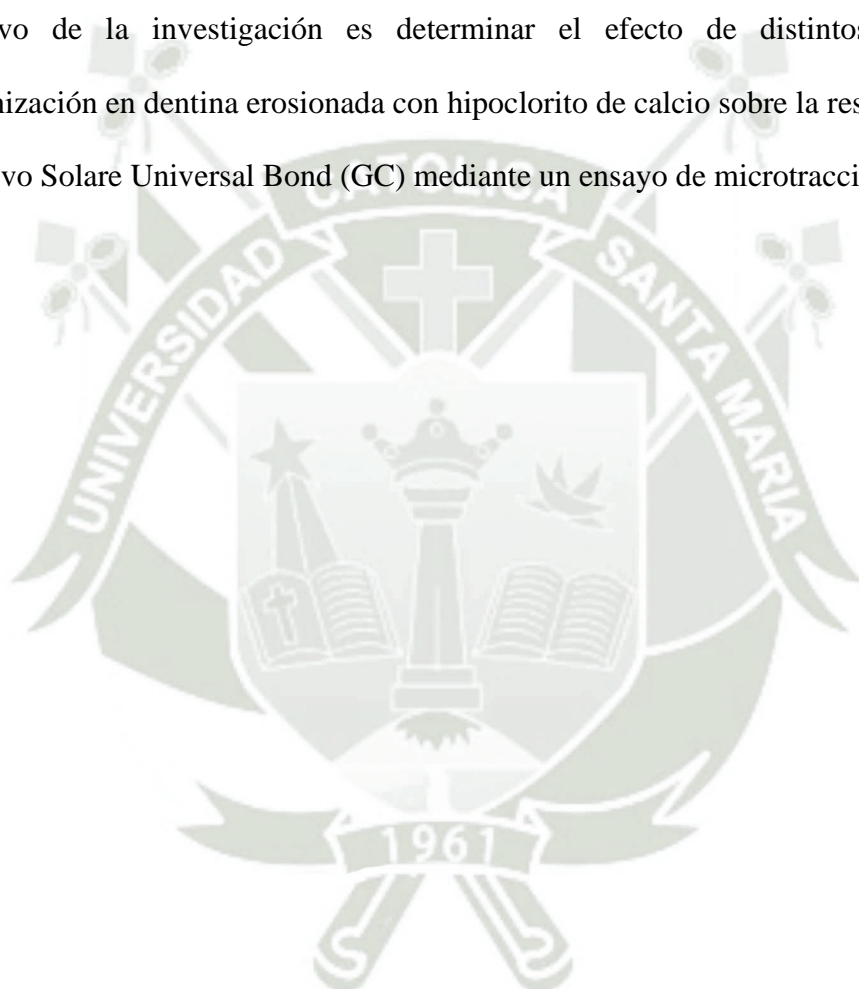 vo de la investigación es determinar el efecto de distintos
nización en dentina erosionada con hipoclorito de calcio sobre la res
vo Solare Universal Bond (GC) mediante un ensayo de microtracci
UNIVERSIDAD CATOLICA SANTA MARIA
1961